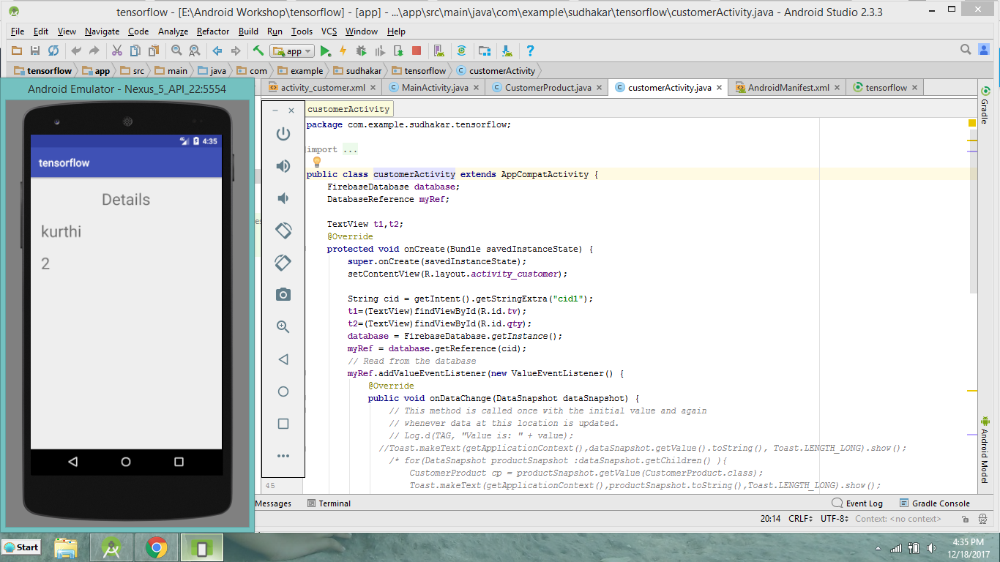 tensorflow - [E:\Android Workshop\tensorflow] - [app] - ...\app\src\main\java\com\example\sudhakar\tensorflow\customerActivity.java - Android Studio 2.3.3
File Edit View Navigate Code Analyze Refactor Build Run Tools VCS Window Help
app
tensorflow app src main java com example sudhakar tensorflow customerActivity
Android Emulator - Nexus_5_API_22:5554
4G 4:35
tensorflow
Details
kurthi
2
activity_customer.xml MainActivity.java CustomerProduct.java customerActivity.java AndroidManifest.xml tensorflow
customerActivity
package com.example.sudhakar.tensorflow;
import ...
public class customerActivity extends AppCompatActivity {
FirebaseDatabase database;
DatabaseReference myRef;
TextView t1,t2;
@Override
protected void onCreate(Bundle savedInstanceState) {
super.onCreate(savedInstanceState);
setContentView(R.layout.activity_customer);
String cid = getIntent().getStringExtra("cid1");
t1=(TextView)findViewById(R.id.tv);
t2=(TextView)findViewById(R.id.qty);
database = FirebaseDatabase.getInstance();
myRef = database.getReference(cid);
// Read from the database
myRef.addValueEventListener(new ValueEventListener() {
@Override
public void onDataChange(DataSnapshot dataSnapshot) {
// This method is called once with the initial value and again
// whenever data at this location is updated.
// Log.d(TAG, "Value is: " + value);
//Toast.makeText(getApplicationContext(),dataSnapshot.getValue().toString(), Toast.LENGTH_LONG).show();
/* for(DataSnapshot productSnapshot :dataSnapshot.getChildren() ){
CustomerProduct cp = productSnapshot.getValue(CustomerProduct.class);
45 Toast.makeText(getApplicationContext(),productSnapshot.toString(),Toast.LENGTH_LONG).show();
Gradle
Android Model
Messages Terminal Event Log Gradle Console
20:14 CRLF UTF-8 Context: <no context>
Start
4:35 PM
12/18/2017